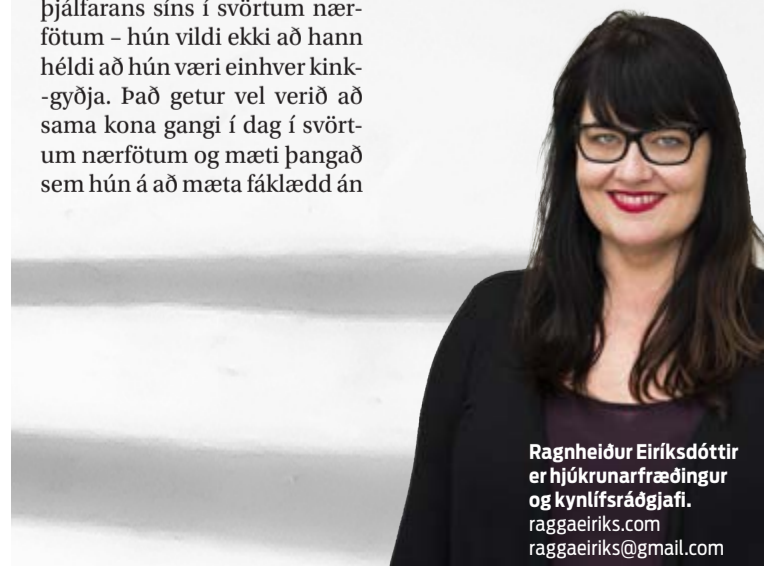 þjálfarans síns í svörtum nær-
fötum – hún vildi ekki að hann
héldi að hún væri einhver kink-
-gyðja. Það getur vel verið að
sama kona gangi í dag í svört-
um nærfötum og mæti þangað
sem hún á að mæta fáklædd án
Ragnheiður Eiríksdóttir
er hjúkrunarfræðingur
og kynlífsráðgjafi.
raggaeiriks.com
raggaeiriks@gmail.com